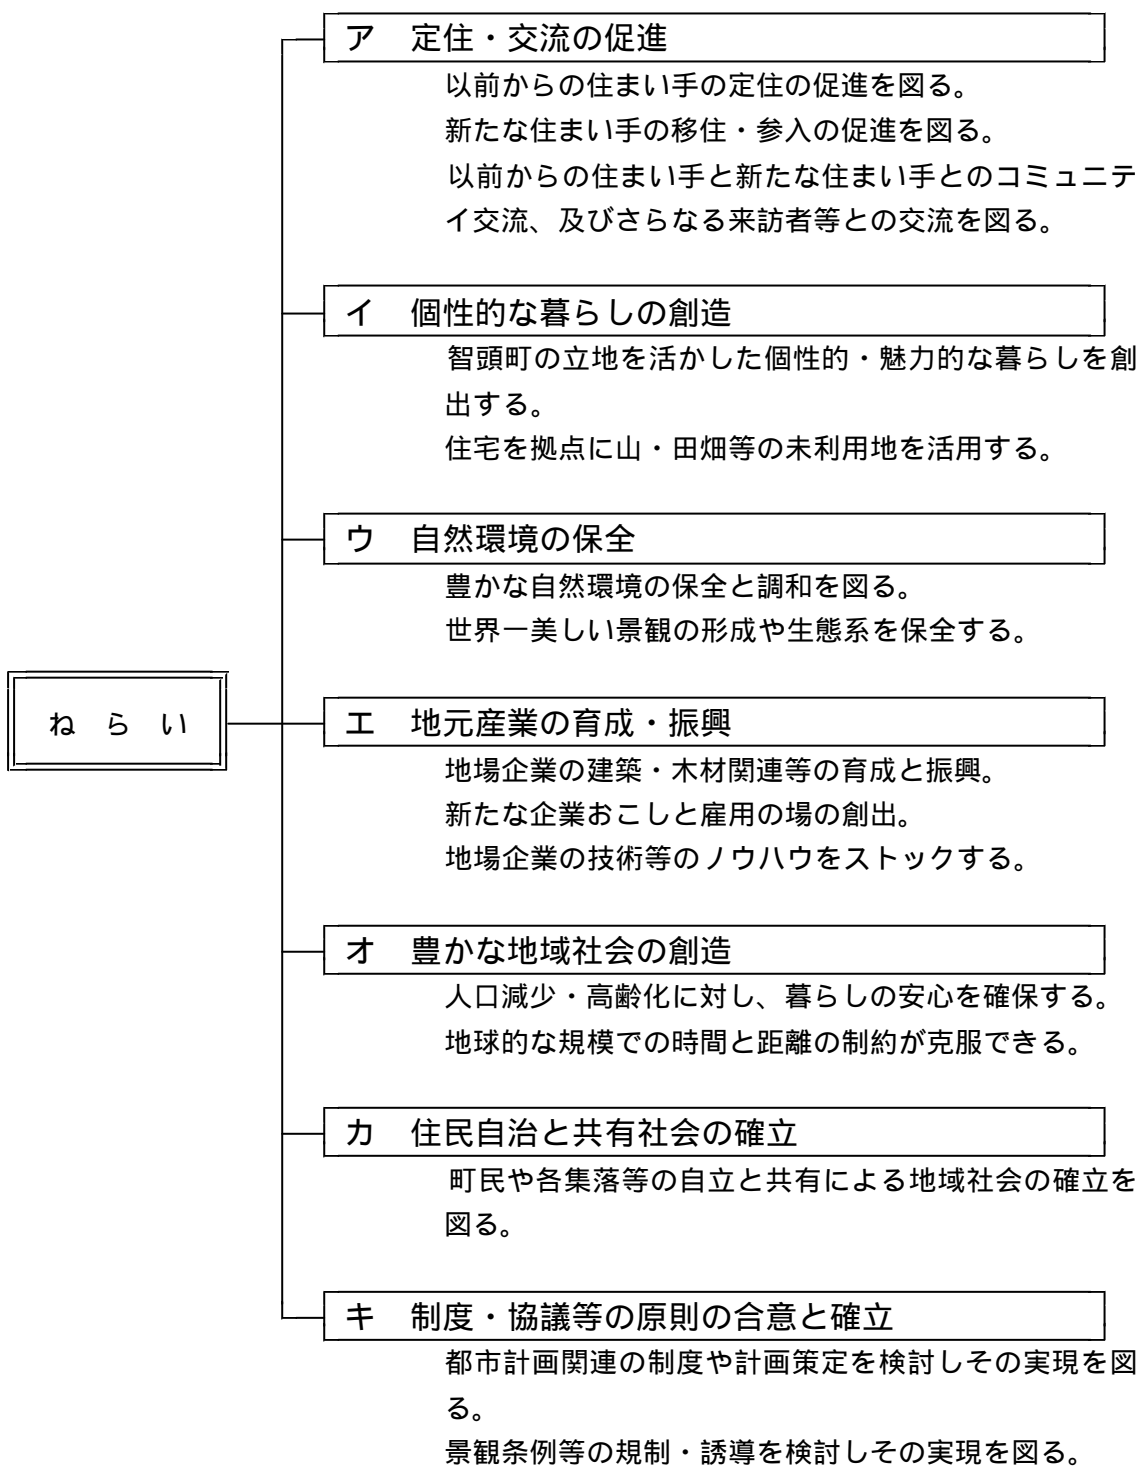 ア　定住・交流の促進
以前からの住まい手の定住の促進を図る。
新たな住まい手の移住・参入の促進を図る。
以前からの住まい手と新たな住まい手とのコミュニテ
イ交流、及びさらなる来訪者等との交流を図る。
イ　個性的な暮らしの創造
智頭町の立地を活かした個性的・魅力的な暮らしを創
出する。
住宅を拠点に山・田畑等の未利用地を活用する。
ウ　自然環境の保全
豊かな自然環境の保全と調和を図る。
世界一美しい景観の形成や生態系を保全する。
ねらい
エ　地元産業の育成・振興
地場企業の建築・木材関連等の育成と振興。
新たな企業おこしと雇用の場の創出。
地場企業の技術等のノウハウをストックする。
オ　豊かな地域社会の創造
人口減少・高齢化に対し、暮らしの安心を確保する。
地球的な規模での時間と距離の制約が克服できる。
カ　住民自治と共有社会の確立
町民や各集落等の自立と共有による地域社会の確立を
図る。
キ　制度・協議等の原則の合意と確立
都市計画関連の制度や計画策定を検討しその実現を図
る。
景観条例等の規制・誘導を検討しその実現を図る。